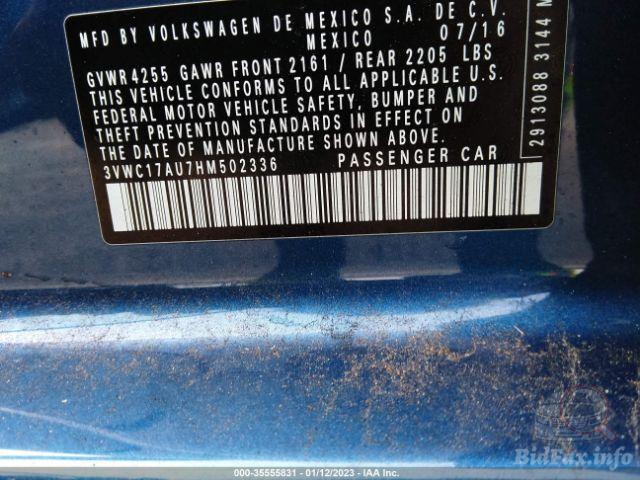 MFD BY VOLKSWAGEN DE MEXICO S.A. DE C.V.
MEXICO 07/16
GVWR 4255 GAWR FRONT 2161 / REAR 2205 LBS
THIS VEHICLE CONFORMS TO ALL APPLICABLE U.S.
FEDERAL MOTOR VEHICLE SAFETY, BUMPER AND
THEFT PREVENTION STANDARDS IN EFFECT ON
THE DATE OF MANUFACTURE SHOWN ABOVE.
3VWC17AU7HM502336 PASSENGER CAR
2913088 3144 M
BidFax.info
000-35555831 - 01/12/2023 - IAA Inc.